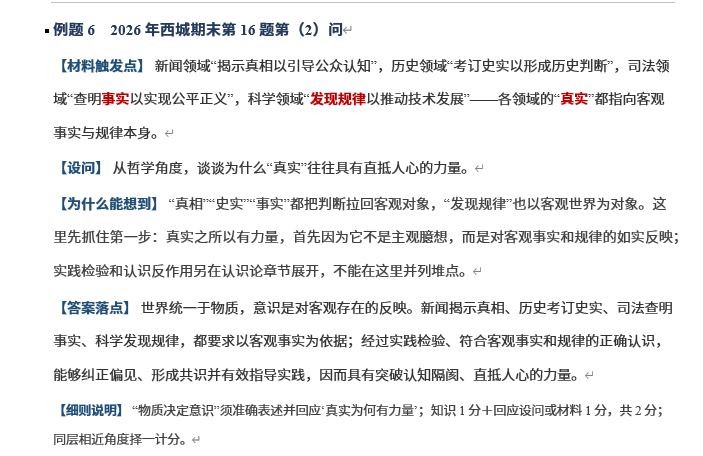 例题 6 2026 年西城期末第 16 题第（2）问↵
【材料触发点】 新闻领域“揭示真相以引导公众认知”，历史领域“考订史实以形成历史判断”，司法领
域“查明事实以实现公平正义”，科学领域“发现规律以推动技术发展”——各领域的“真实”都指向客观
事实与规律本身。↵
【设问】 从哲学角度，谈谈为什么“真实”往往具有直抵人心的力量。↵
【为什么能想到】 “真相”“史实”“事实”都把判断拉回客观对象，“发现规律”也以客观世界为对象。这
里先抓住第一步：真实之所以有力量，首先因为它不是主观臆想，而是对客观事实和规律的如实反映；
实践检验和认识反作用另在认识论章节展开，不能在这里并列堆点。↵
【答案落点】 世界统一于物质，意识是对客观存在的反映。新闻揭示真相、历史考订史实、司法查明
事实、科学发现规律，都要求以客观事实为依据；经过实践检验、符合客观事实和规律的正确认识，
能够纠正偏见、形成共识并有效指导实践，因而具有突破认知隔阂、直抵人心的力量。↵
【细则说明】 “物质决定意识”须准确表述并回应‘真实为何有力量’；知识 1 分＋回应设问或材料 1 分，共 2 分；
同层相近角度择一计分。↵